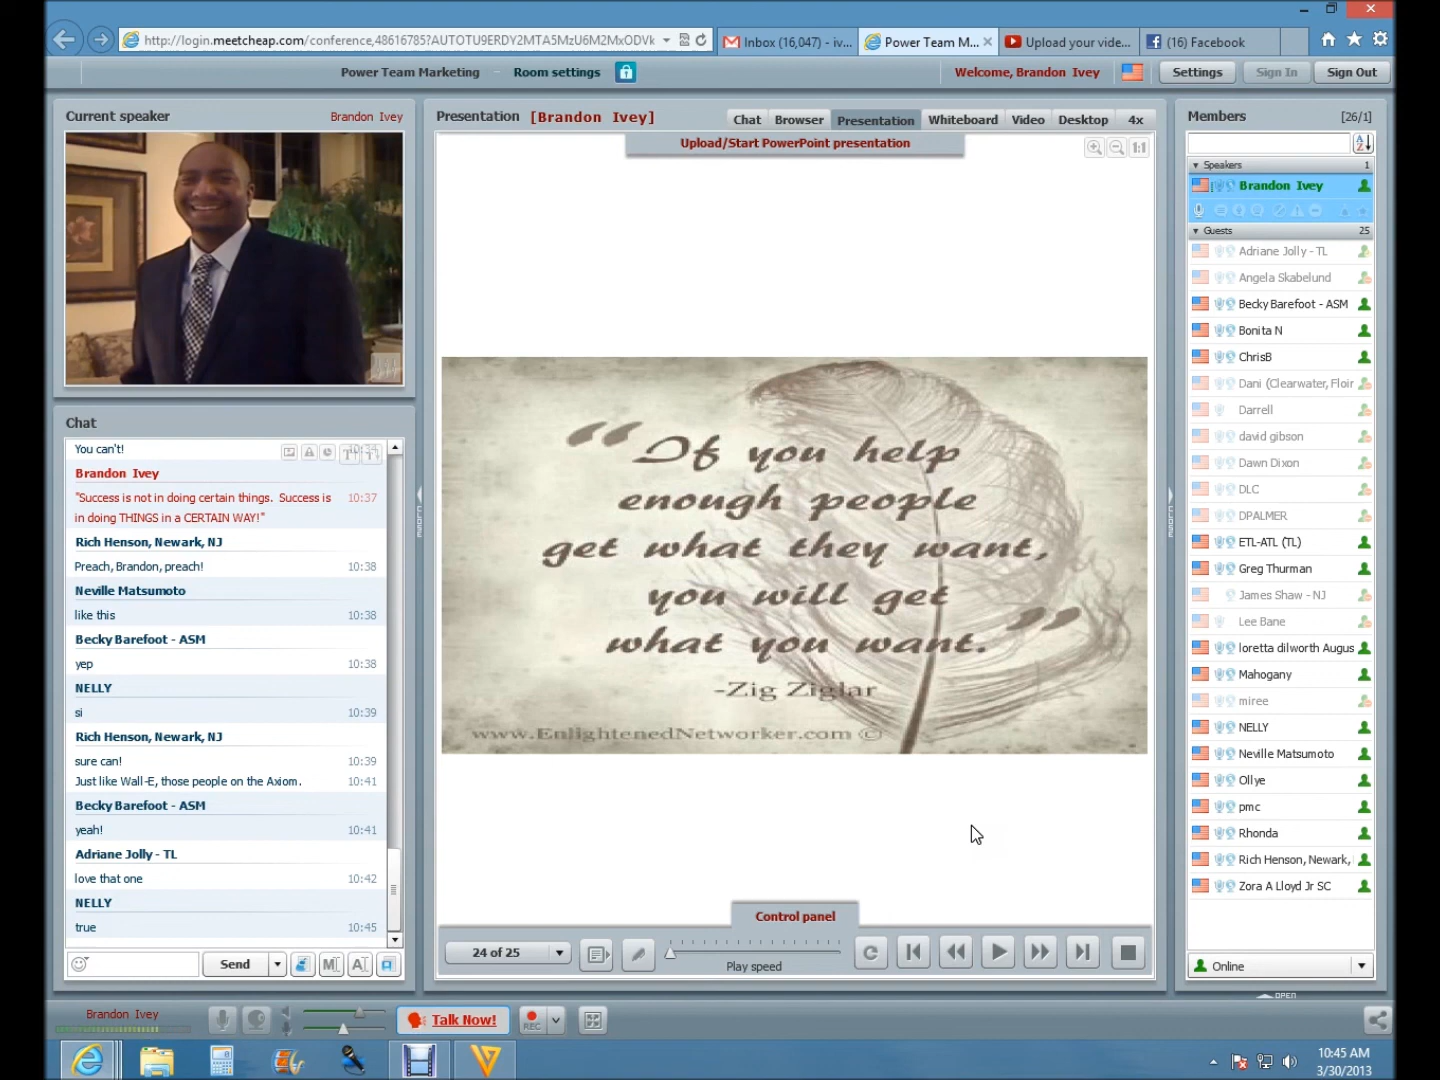 http://login.meetcheap.com/conference,48616785?AUTOTU9ERDY2MTA5MzU6M2MxODVk
Inbox (16,047) - iv...
Power Team M...
Upload your vide...
(16) Facebook
Power Team Marketing
Room settings
Welcome, Brandon Ivey
Settings
Sign In
Sign Out
Current speaker
Brandon Ivey
Presentation [Brandon Ivey]
Chat
Browser
Presentation
Whiteboard
Video
Desktop
4x
Upload/Start PowerPoint presentation
1:1
“If you help
enough people
get what they want,
you will get
what you want.”
-Zig Ziglar
www.EnlightenedNetworker.com ©
Control panel
24 of 25
Play speed
Members
[26/1]
Speakers 1
Brandon Ivey
Guests 25
Adriane Jolly - TL
Angela Skabelund
Becky Barefoot - ASM
Bonita N
ChrisB
Dani (Clearwater, Floir
Darrell
david gibson
Dawn Dixon
DLC
DPALMER
ETL-ATL (TL)
Greg Thurman
James Shaw - NJ
Lee Bane
loretta dilworth Augus
Mahogany
miree
NELLY
Neville Matsumoto
Ollye
pmc
Rhonda
Rich Henson, Newark,
Zora A Lloyd Jr SC
Online
OPEN
Chat
You can't!
Brandon Ivey
"Success is not in doing certain things. Success is 10:37
in doing THINGS in a CERTAIN WAY!"
Rich Henson, Newark, NJ
Preach, Brandon, preach! 10:38
Neville Matsumoto
like this 10:38
Becky Barefoot - ASM
yep 10:38
NELLY
si 10:39
Rich Henson, Newark, NJ
sure can! 10:39
Just like Wall-E, those people on the Axiom. 10:41
Becky Barefoot - ASM
yeah! 10:41
Adriane Jolly - TL
love that one 10:42
NELLY
true 10:45
Send
Brandon Ivey
Talk Now!
REC
10:45 AM
3/30/2013